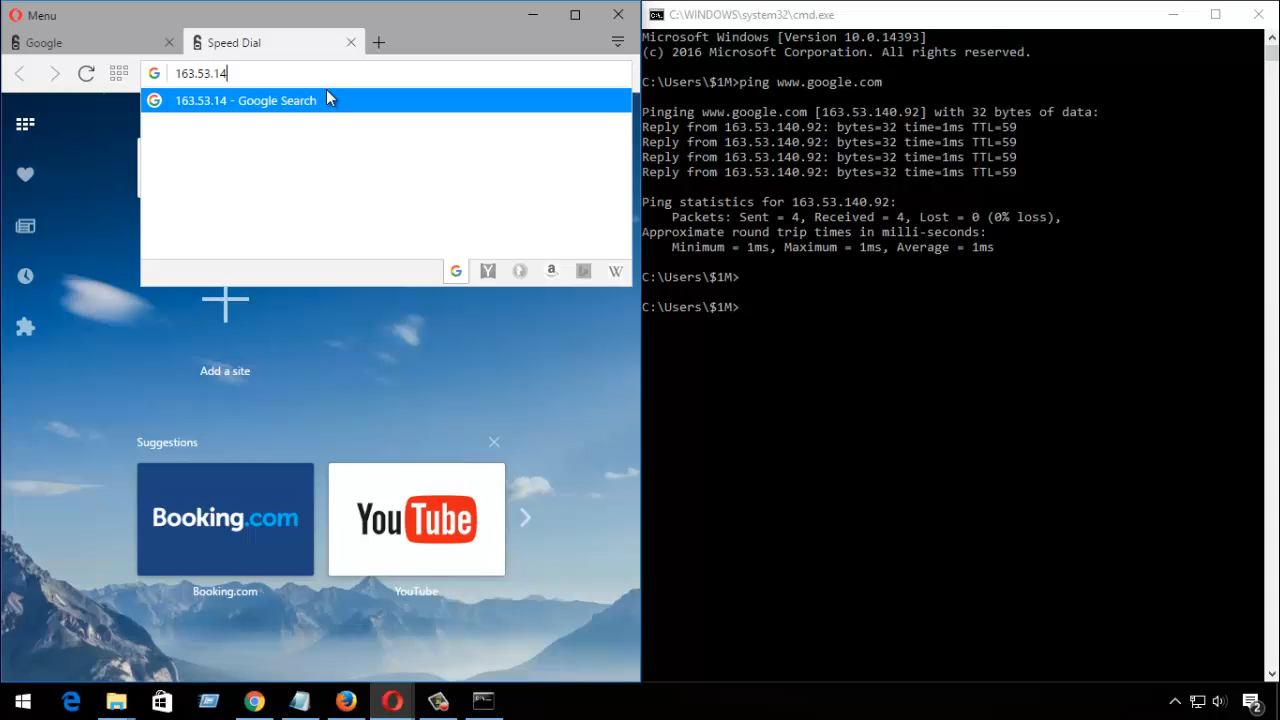 Menu
Google
Speed Dial
163.53.14
163.53.14 - Google Search
Add a site
Suggestions
Booking.com
YouTube
Booking.com
YouTube
C:\WINDOWS\system32\cmd.exe
Microsoft Windows [Version 10.0.14393]
(c) 2016 Microsoft Corporation. All rights reserved.
C:\Users\$1M>ping www.google.com
Pinging www.google.com [163.53.140.92] with 32 bytes of data:
Reply from 163.53.140.92: bytes=32 time=1ms TTL=59
Reply from 163.53.140.92: bytes=32 time=1ms TTL=59
Reply from 163.53.140.92: bytes=32 time=1ms TTL=59
Reply from 163.53.140.92: bytes=32 time=1ms TTL=59
Ping statistics for 163.53.140.92:
Packets: Sent = 4, Received = 4, Lost = 0 (0% loss),
Approximate round trip times in milli-seconds:
Minimum = 1ms, Maximum = 1ms, Average = 1ms
C:\Users\$1M>
C:\Users\$1M>
2